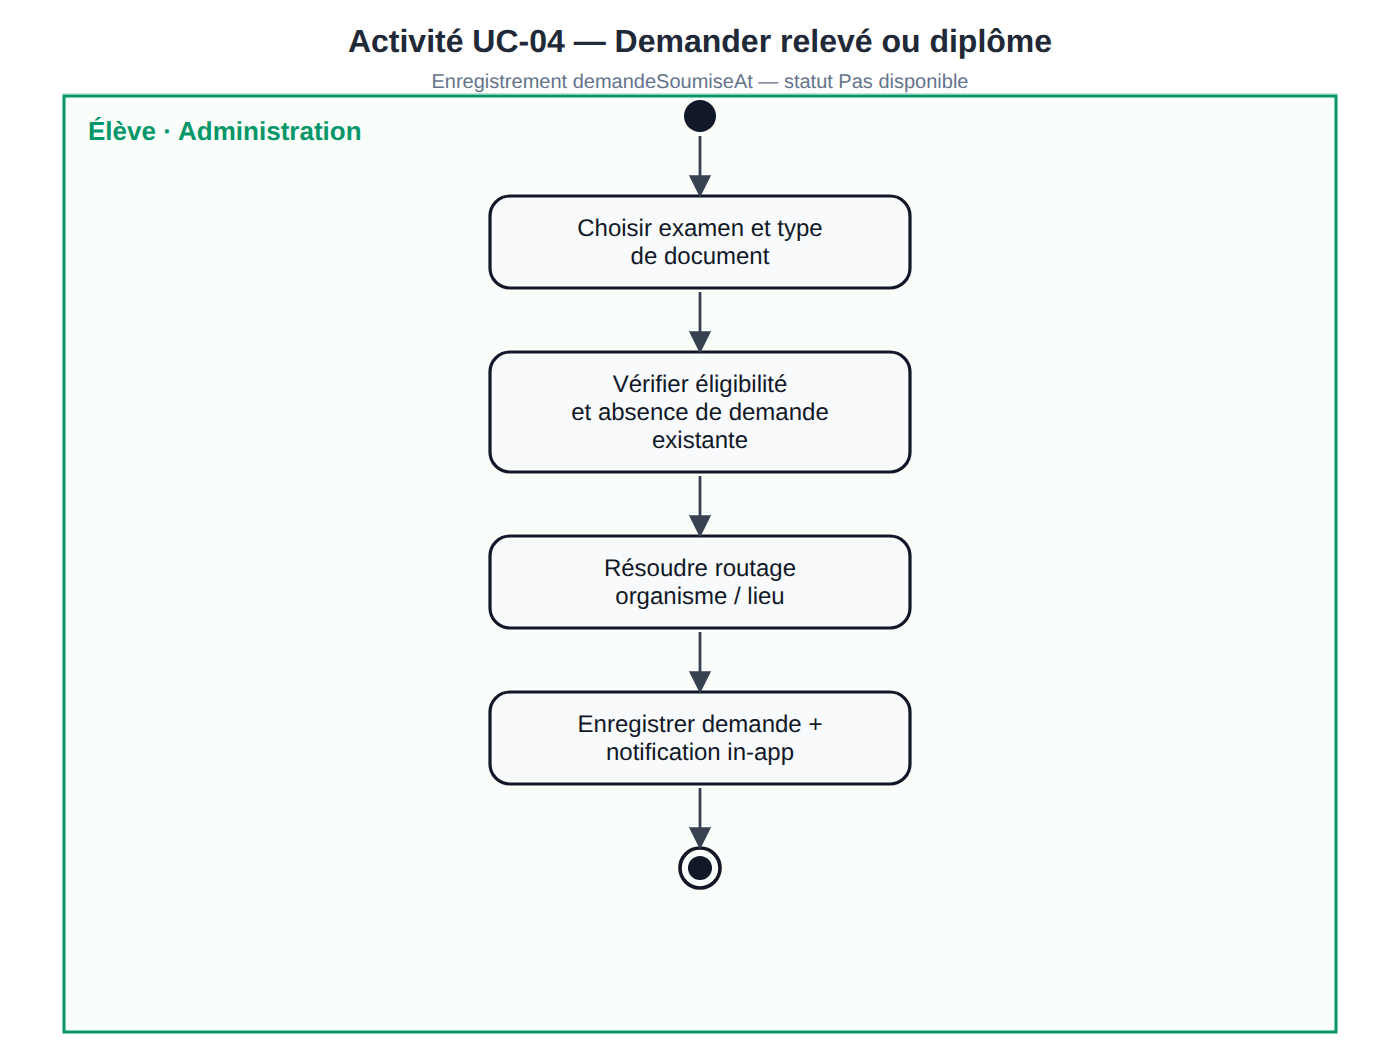 Activité UC-04 — Demander relevé ou diplôme
Enregistrement demandeSoumiseAt — statut Pas disponible
Élève · Administration
Choisir examen et type
de document
Vérifier éligibilité
et absence de demande
existante
Résoudre routage
organisme / lieu
Enregistrer demande +
notification in-app